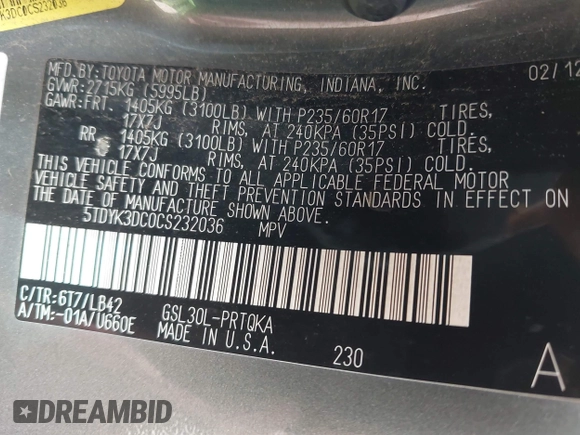 K3DC0CS232036
MFD.BY:TOYOTA MOTOR MANUFACTURING, INDIANA, INC. 02/12
GVWR:2715KG (5995LB)
GAWR:FRT. 1405KG (3100LB) WITH P235/60R17 TIRES,
17X7J RIMS, AT 240KPA (35PSI) COLD.
RR 1405KG (3100LB) WITH P235/60R17 TIRES,
17X7J RIMS, AT 240KPA (35PSI) COLD.
THIS VEHICLE CONFORMS TO ALL APPLICABLE FEDERAL MOTOR
VEHICLE SAFETY AND THEFT PREVENTION STANDARDS IN EFFECT ON
THE DATE OF MANUFACTURE SHOWN ABOVE.
5TDYK3DC0CS232036 MPV
C/TR:6T7/LB42 GSL30L-PRTQKA
A/TM:-01A/U660E MADE IN U.S.A. 230 A
DREAMBID